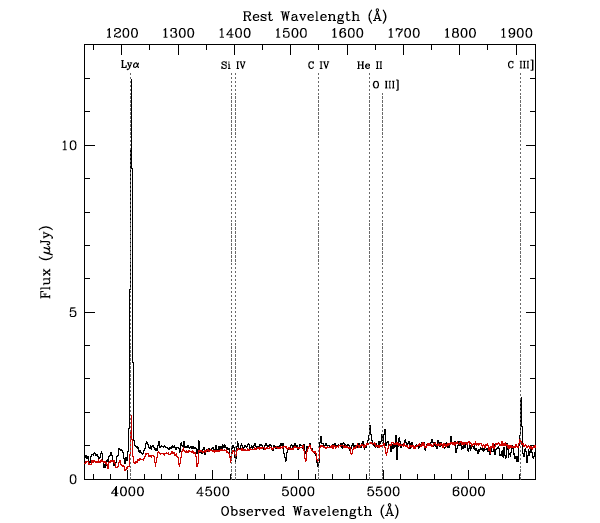 Rest Wavelength (Å)
1200 1300 1400 1500 1600 1700 1800 1900
Lyα Si IV C IV He II C III]
O III]
10
5
0
Flux (μJy)
4000 4500 5000 5500 6000
Observed Wavelength (Å)